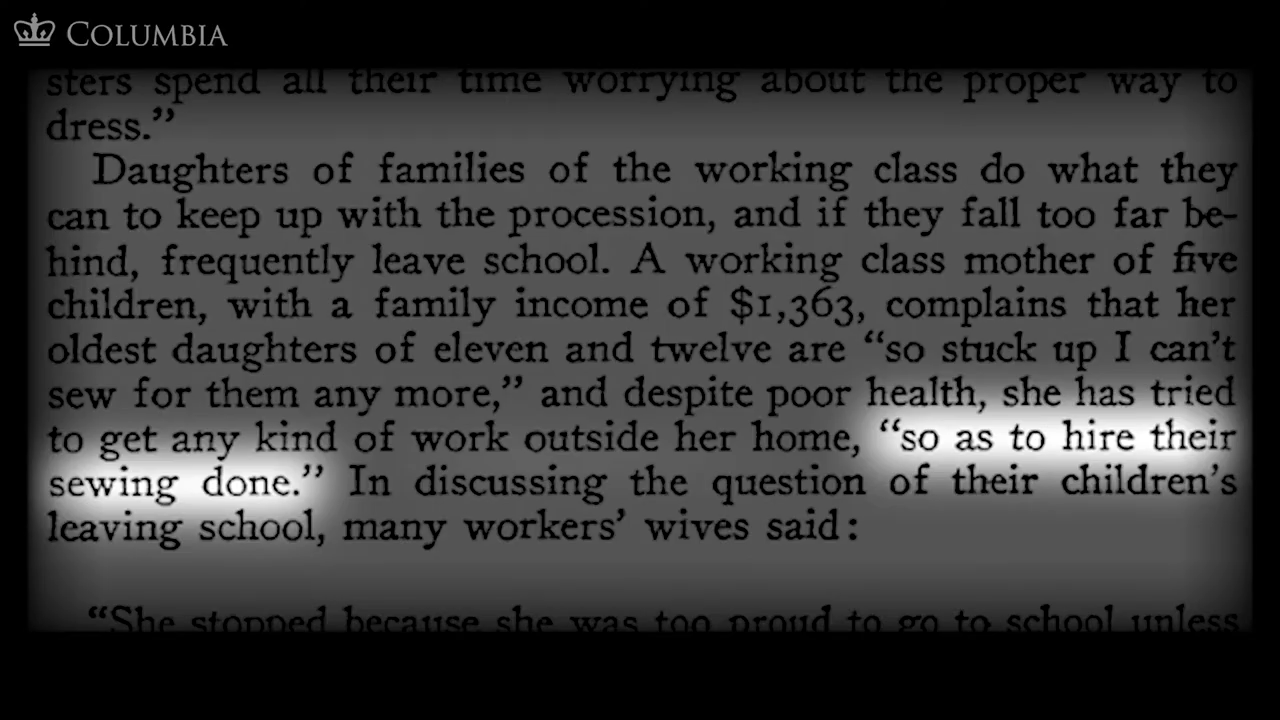 COLUMBIA
sters spend all their time worrying about the proper way to
dress.”
Daughters of families of the working class do what they
can to keep up with the procession, and if they fall too far be-
hind, frequently leave school. A working class mother of five
children, with a family income of $1,363, complains that her
oldest daughters of eleven and twelve are “so stuck up I can’t
sew for them any more,” and despite poor health, she has tried
to get any kind of work outside her home, “so as to hire their
sewing done.” In discussing the question of their children’s
leaving school, many workers’ wives said:
“She stopped because she was too proud to go to school unless